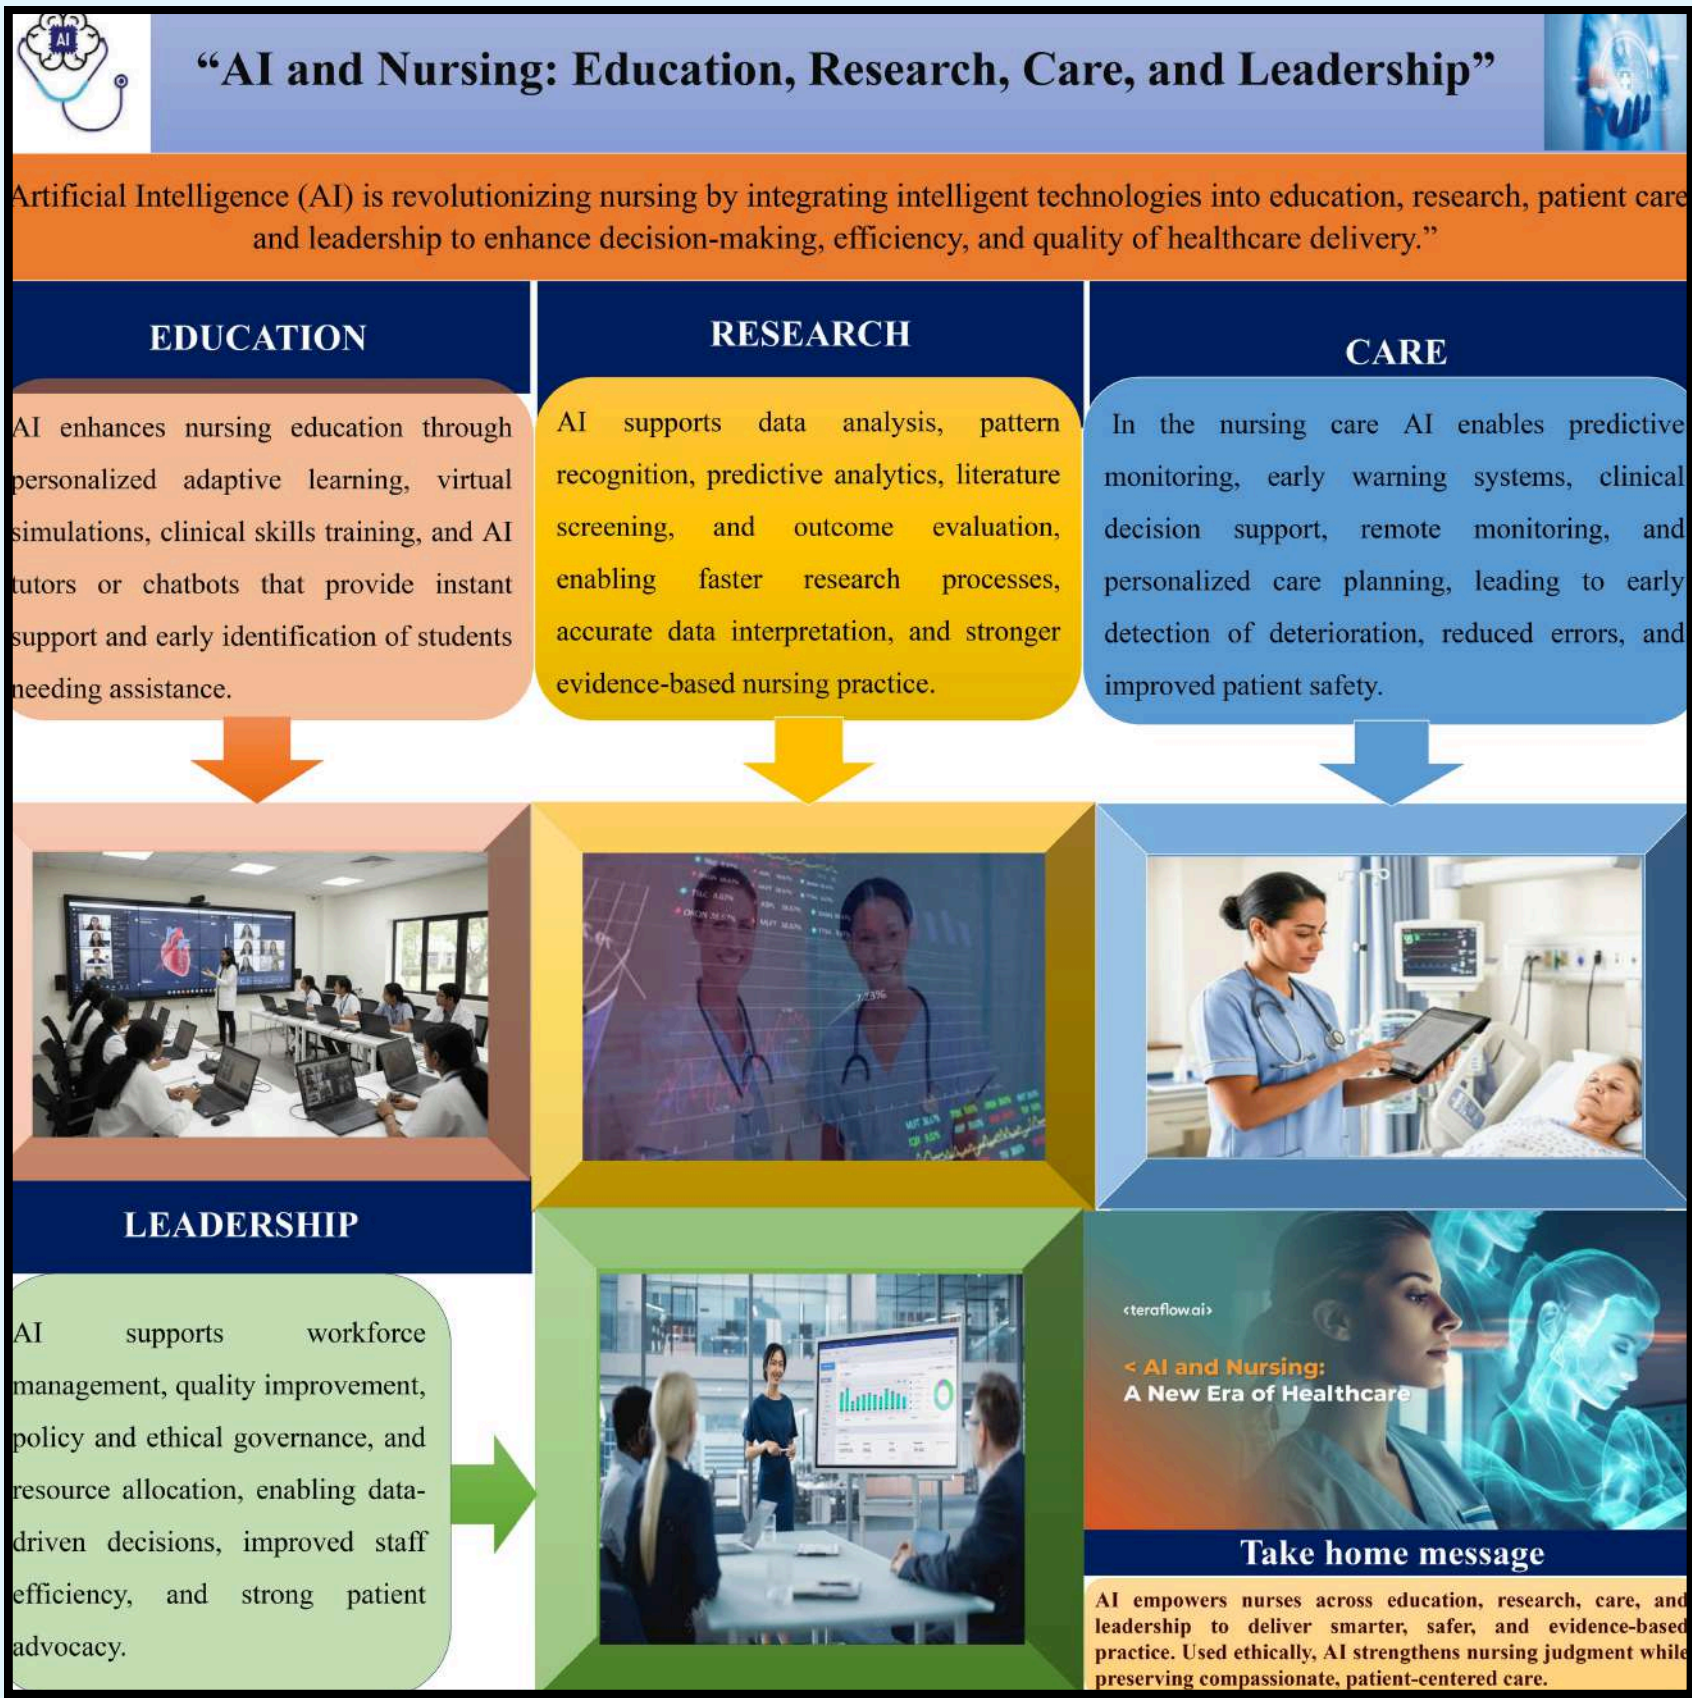 AI
“AI and Nursing: Education, Research, Care, and Leadership”
Artificial Intelligence (AI) is revolutionizing nursing by integrating intelligent technologies into education, research, patient care
and leadership to enhance decision-making, efficiency, and quality of healthcare delivery.”
EDUCATION
AI enhances nursing education through
personalized adaptive learning, virtual
simulations, clinical skills training, and AI
tutors or chatbots that provide instant
support and early identification of students
needing assistance.
RESEARCH
AI supports data analysis, pattern
recognition, predictive analytics, literature
screening, and outcome evaluation,
enabling faster research processes,
accurate data interpretation, and stronger
evidence-based nursing practice.
CARE
In the nursing care AI enables predictive
monitoring, early warning systems, clinical
decision support, remote monitoring, and
personalized care planning, leading to early
detection of deterioration, reduced errors, and
improved patient safety.
7.23%
LEADERSHIP
AI supports workforce
management, quality improvement,
policy and ethical governance, and
resource allocation, enabling data-
driven decisions, improved staff
efficiency, and strong patient
advocacy.
<teraflow.ai>
< AI and Nursing:
A New Era of Healthcare
Take home message
AI empowers nurses across education, research, care, and
leadership to deliver smarter, safer, and evidence-based
practice. Used ethically, AI strengthens nursing judgment while
preserving compassionate, patient-centered care.